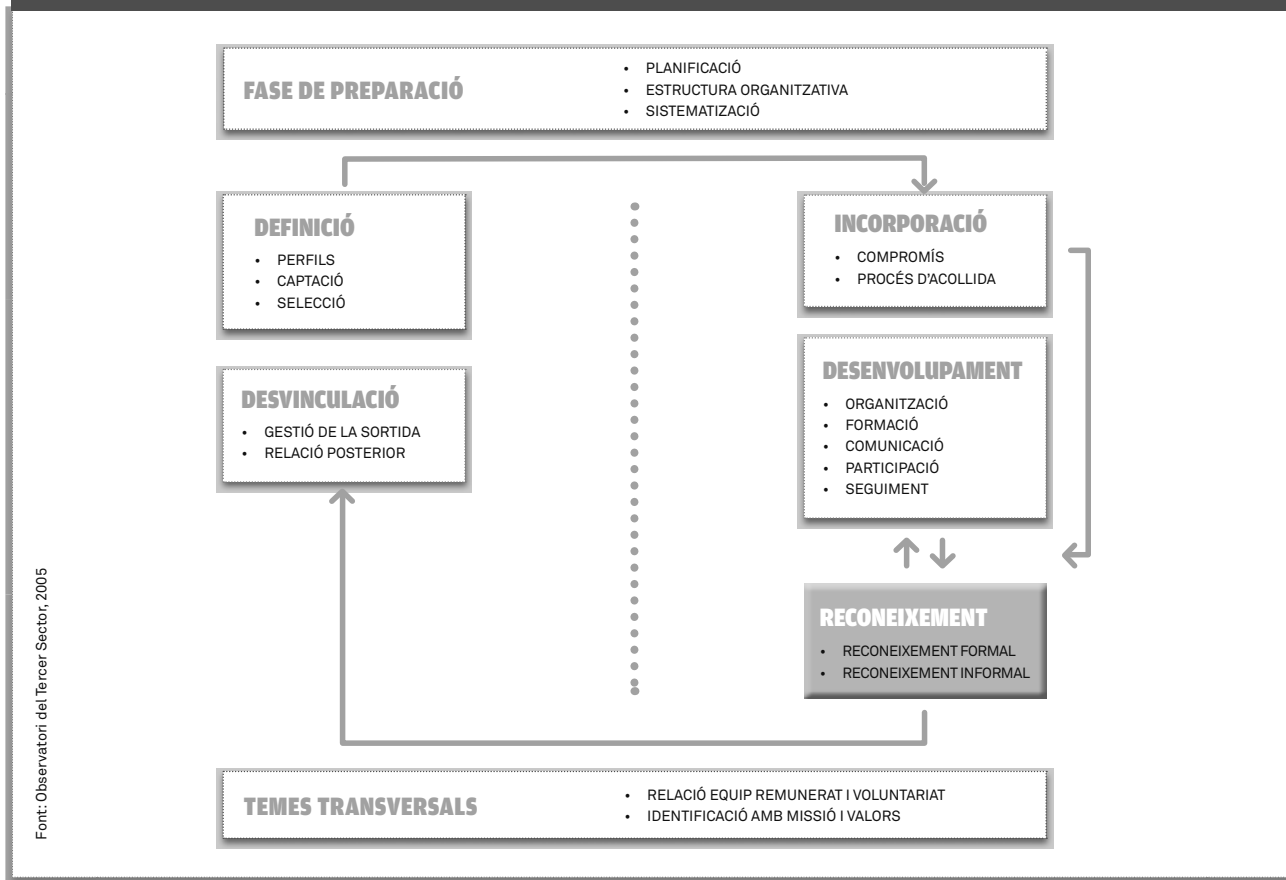 FASE DE PREPARACIÓ
• PLANIFICACIÓ
• ESTRUCTURA ORGANITZATIVA
• SISTEMATIZACIÓ
DEFINICIÓ
• PERFILS
• CAPTACIÓ
• SELECCIÓ
INCORPORACIÓ
• COMPROMÍS
• PROCÉS D'ACOLLIDA
DESENVOLUPAMENT
• ORGANITZACIÓ
• FORMACIÓ
• COMUNICACIÓ
• PARTICIPACIÓ
• SEGUIMENT
RECONEIXEMENT
• RECONEIXEMENT FORMAL
• RECONEIXEMENT INFORMAL
DESVINCULACIÓ
• GESTIÓ DE LA SORTIDA
• RELACIÓ POSTERIOR
TEMES TRANSVERSALS
• RELACIÓ EQUIP REMUNERAT I VOLUNTARIAT
• IDENTIFICACIÓ AMB MISSIÓ I VALORS
Font: Observatori del Tercer Sector, 2005